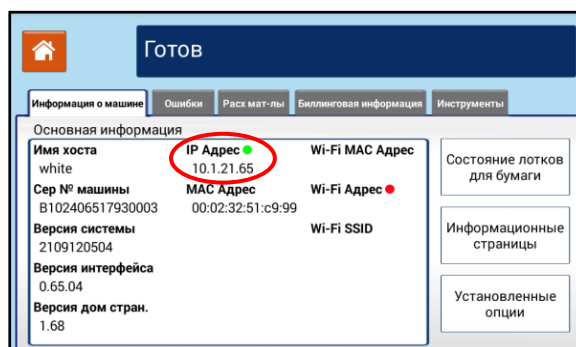 Готов
Информация о машине Ошибки Расх мат-лы Биллинговая информация Инструменты
Основная информация
Имя хоста IP Адрес Wi-Fi MAC Адрес
white 10.1.21.65
Сер № машины MAC Адрес Wi-Fi Адрес
B102406517930003 00:02:32:51:c9:99
Версия системы Wi-Fi SSID
2109120504
Версия интерфейса
0.65.04
Версия дом стран.
1.68
Состояние лотков
для бумаги
Информационные
страницы
Установленные
опции